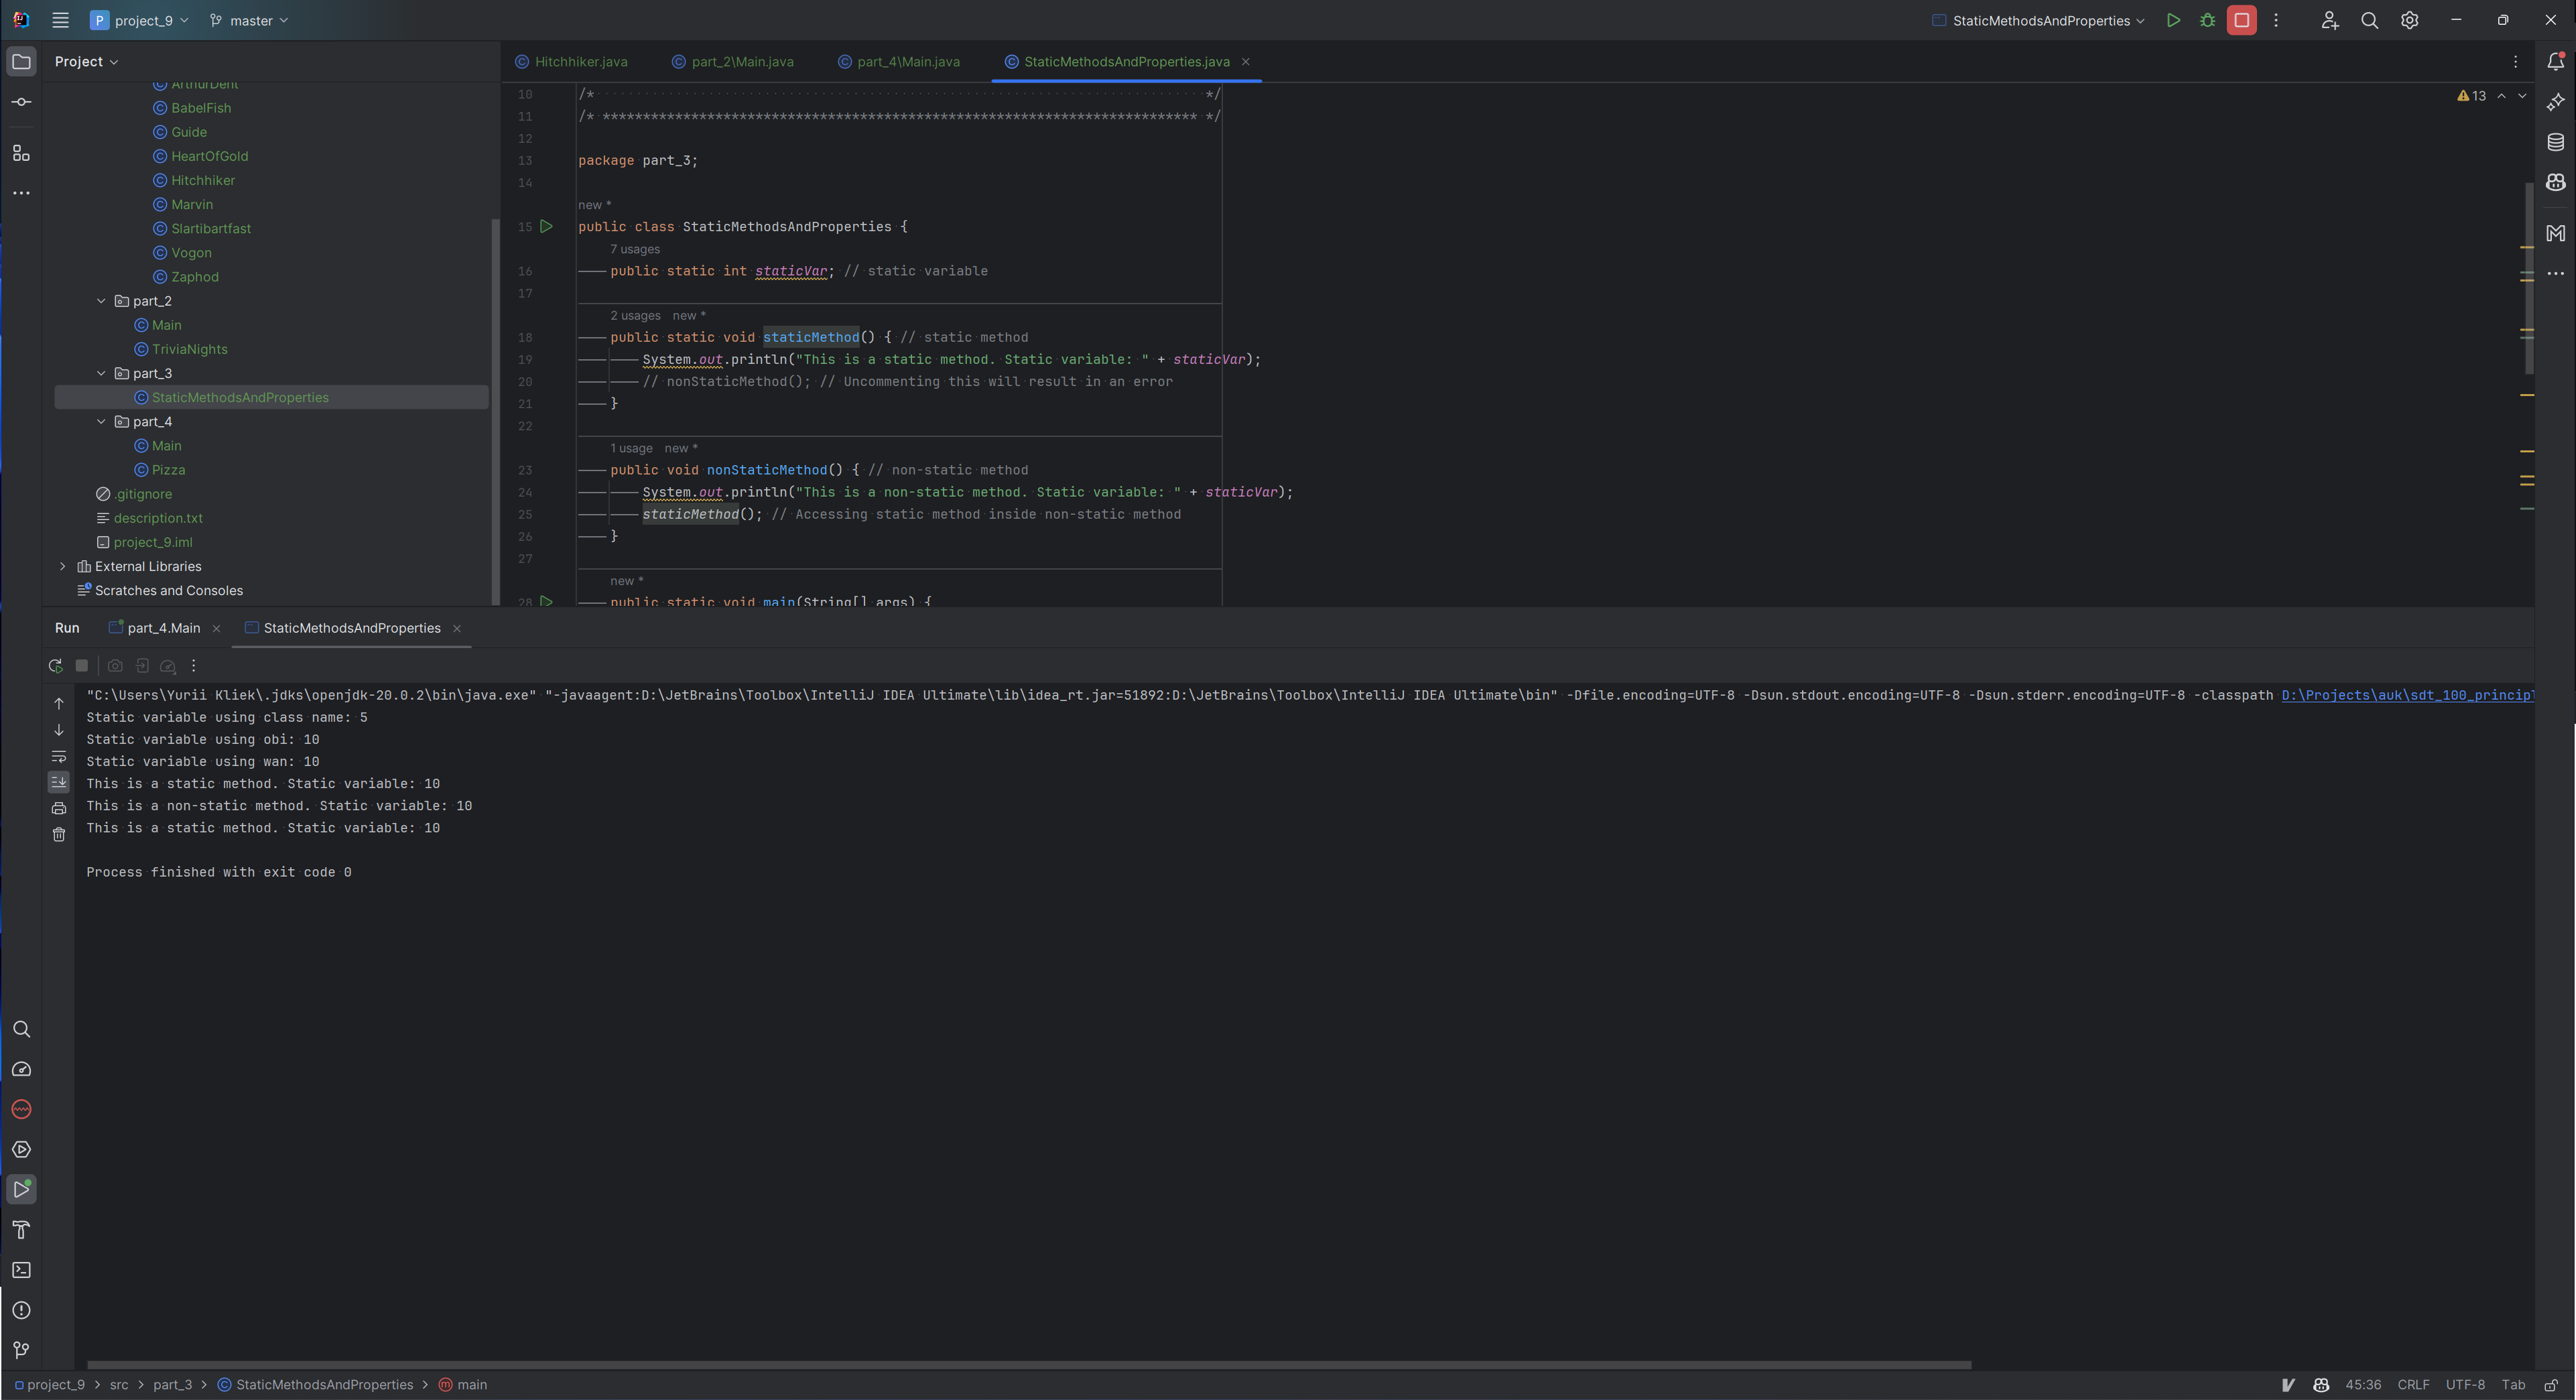 P project_9 master StaticMethodsAndProperties
Project
Hitchhiker.java part_2\Main.java part_4\Main.java StaticMethodsAndProperties.java
ArthurDent
BabelFish
Guide
HeartOfGold
Hitchhiker
Marvin
Slartibartfast
Vogon
Zaphod
part_2
Main
TriviaNights
part_3
StaticMethodsAndProperties
part_4
Main
Pizza
.gitignore
description.txt
project_9.iml
External Libraries
Scratches and Consoles
13
10 /* */
11 /* ************************************************************************** */
12
13 package part_3;
14
new *
15 public class StaticMethodsAndProperties {
7 usages
16 public static int staticVar; // static variable
17
2 usages new *
18 public static void staticMethod() { // static method
19 System.out.println("This is a static method. Static variable: " + staticVar);
20 // nonStaticMethod(); // Uncommenting this will result in an error
21 }
22
1 usage new *
23 public void nonStaticMethod() { // non-static method
24 System.out.println("This is a non-static method. Static variable: " + staticVar);
25 staticMethod(); // Accessing static method inside non-static method
26 }
27
new *
28 public static void main(String[] args) {
Run part_4.Main StaticMethodsAndProperties
"C:\Users\Yurii Kliek\.jdks\openjdk-20.0.2\bin\java.exe" "-javaagent:D:\JetBrains\Toolbox\IntelliJ IDEA Ultimate\lib\idea_rt.jar=51892:D:\JetBrains\Toolbox\IntelliJ IDEA Ultimate\bin" -Dfile.encoding=UTF-8 -Dsun.stdout.encoding=UTF-8 -Dsun.stderr.encoding=UTF-8 -classpath D:\Projects\auk\sdt_100_princip
Static variable using class name: 5
Static variable using obi: 10
Static variable using wan: 10
This is a static method. Static variable: 10
This is a non-static method. Static variable: 10
This is a static method. Static variable: 10
Process finished with exit code 0
project_9 > src > part_3 > StaticMethodsAndProperties > main
45:36 CRLF UTF-8 Tab